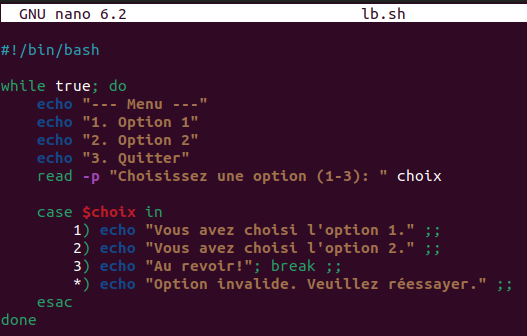 GNU nano 6.2 lb.sh
#!/bin/bash
while true; do
    echo "--- Menu ---"
    echo "1. Option 1"
    echo "2. Option 2"
    echo "3. Quitter"
    read -p "Choisissez une option (1-3): " choix
    case $choix in
        1) echo "Vous avez choisi l'option 1." ;;
        2) echo "Vous avez choisi l'option 2." ;;
        3) echo "Au revoir!"; break ;;
        *) echo "Option invalide. Veuillez réessayer." ;;
    esac
done